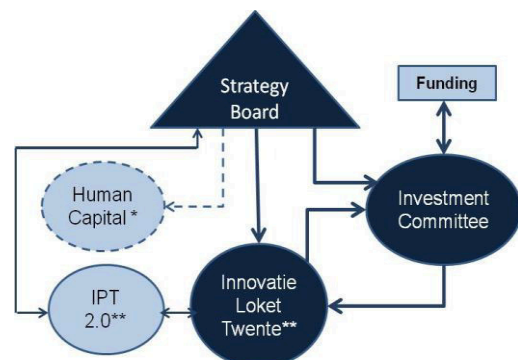 Strategy
Board
Funding
Human
Capital *
Investment
Committee
IPT
2.0**
Innovatie
Loket
Twente**